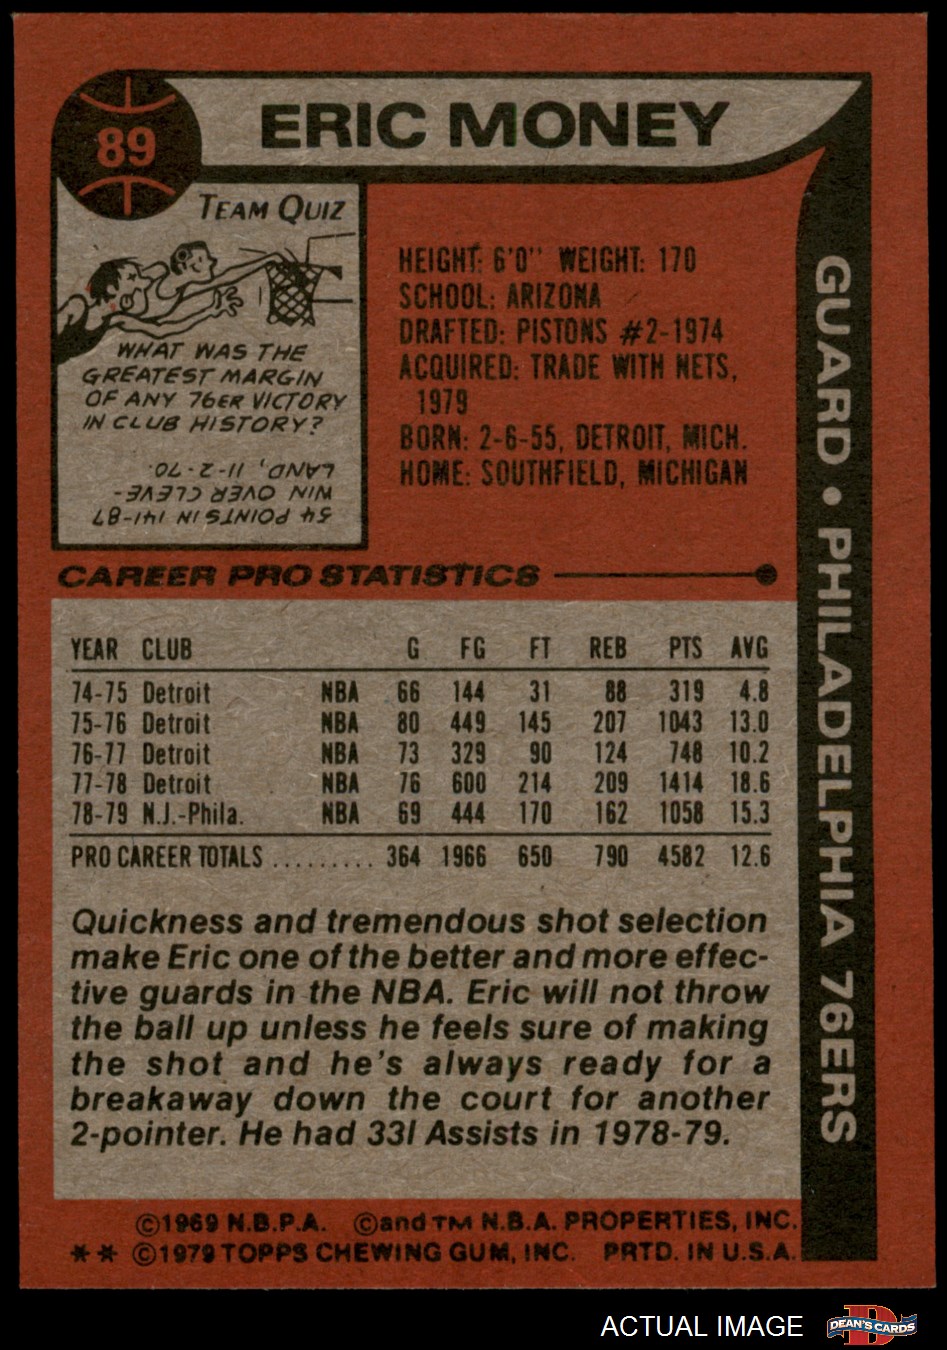 89
ERIC MONEY
TEAM QUIZ
WHAT WAS THE
GREATEST MARGIN
OF ANY 76ER VICTORY
IN CLUB HISTORY?
54 POINTS IN 141-87
WIN OVER CLEVE-
LAND, 11-2-70.
HEIGHT: 6'0" WEIGHT: 170
SCHOOL: ARIZONA
DRAFTED: PISTONS #2-1974
ACQUIRED: TRADE WITH NETS,
1979
BORN: 2-6-55, DETROIT, MICH.
HOME: SOUTHFIELD, MICHIGAN
GUARD • PHILADELPHIA 76ERS
CAREER PRO STATISTICS
YEAR CLUB G FG FT REB PTS AVG
74-75 Detroit NBA 66 144 31 88 319 4.8
75-76 Detroit NBA 80 449 145 207 1043 13.0
76-77 Detroit NBA 73 329 90 124 748 10.2
77-78 Detroit NBA 76 600 214 209 1414 18.6
78-79 N.J.-Phila. NBA 69 444 170 162 1058 15.3
PRO CAREER TOTALS ......... 364 1966 650 790 4582 12.6
Quickness and tremendous shot selection
make Eric one of the better and more effec-
tive guards in the NBA. Eric will not throw
the ball up unless he feels sure of making
the shot and he's always ready for a
breakaway down the court for another
2-pointer. He had 331 Assists in 1978-79.
©1969 N.B.P.A. ©and TM N.B.A. PROPERTIES, INC.
** ©1979 TOPPS CHEWING GUM, INC. PRTD. IN U.S.A.
ACTUAL IMAGE
D
DEAN'S CARDS